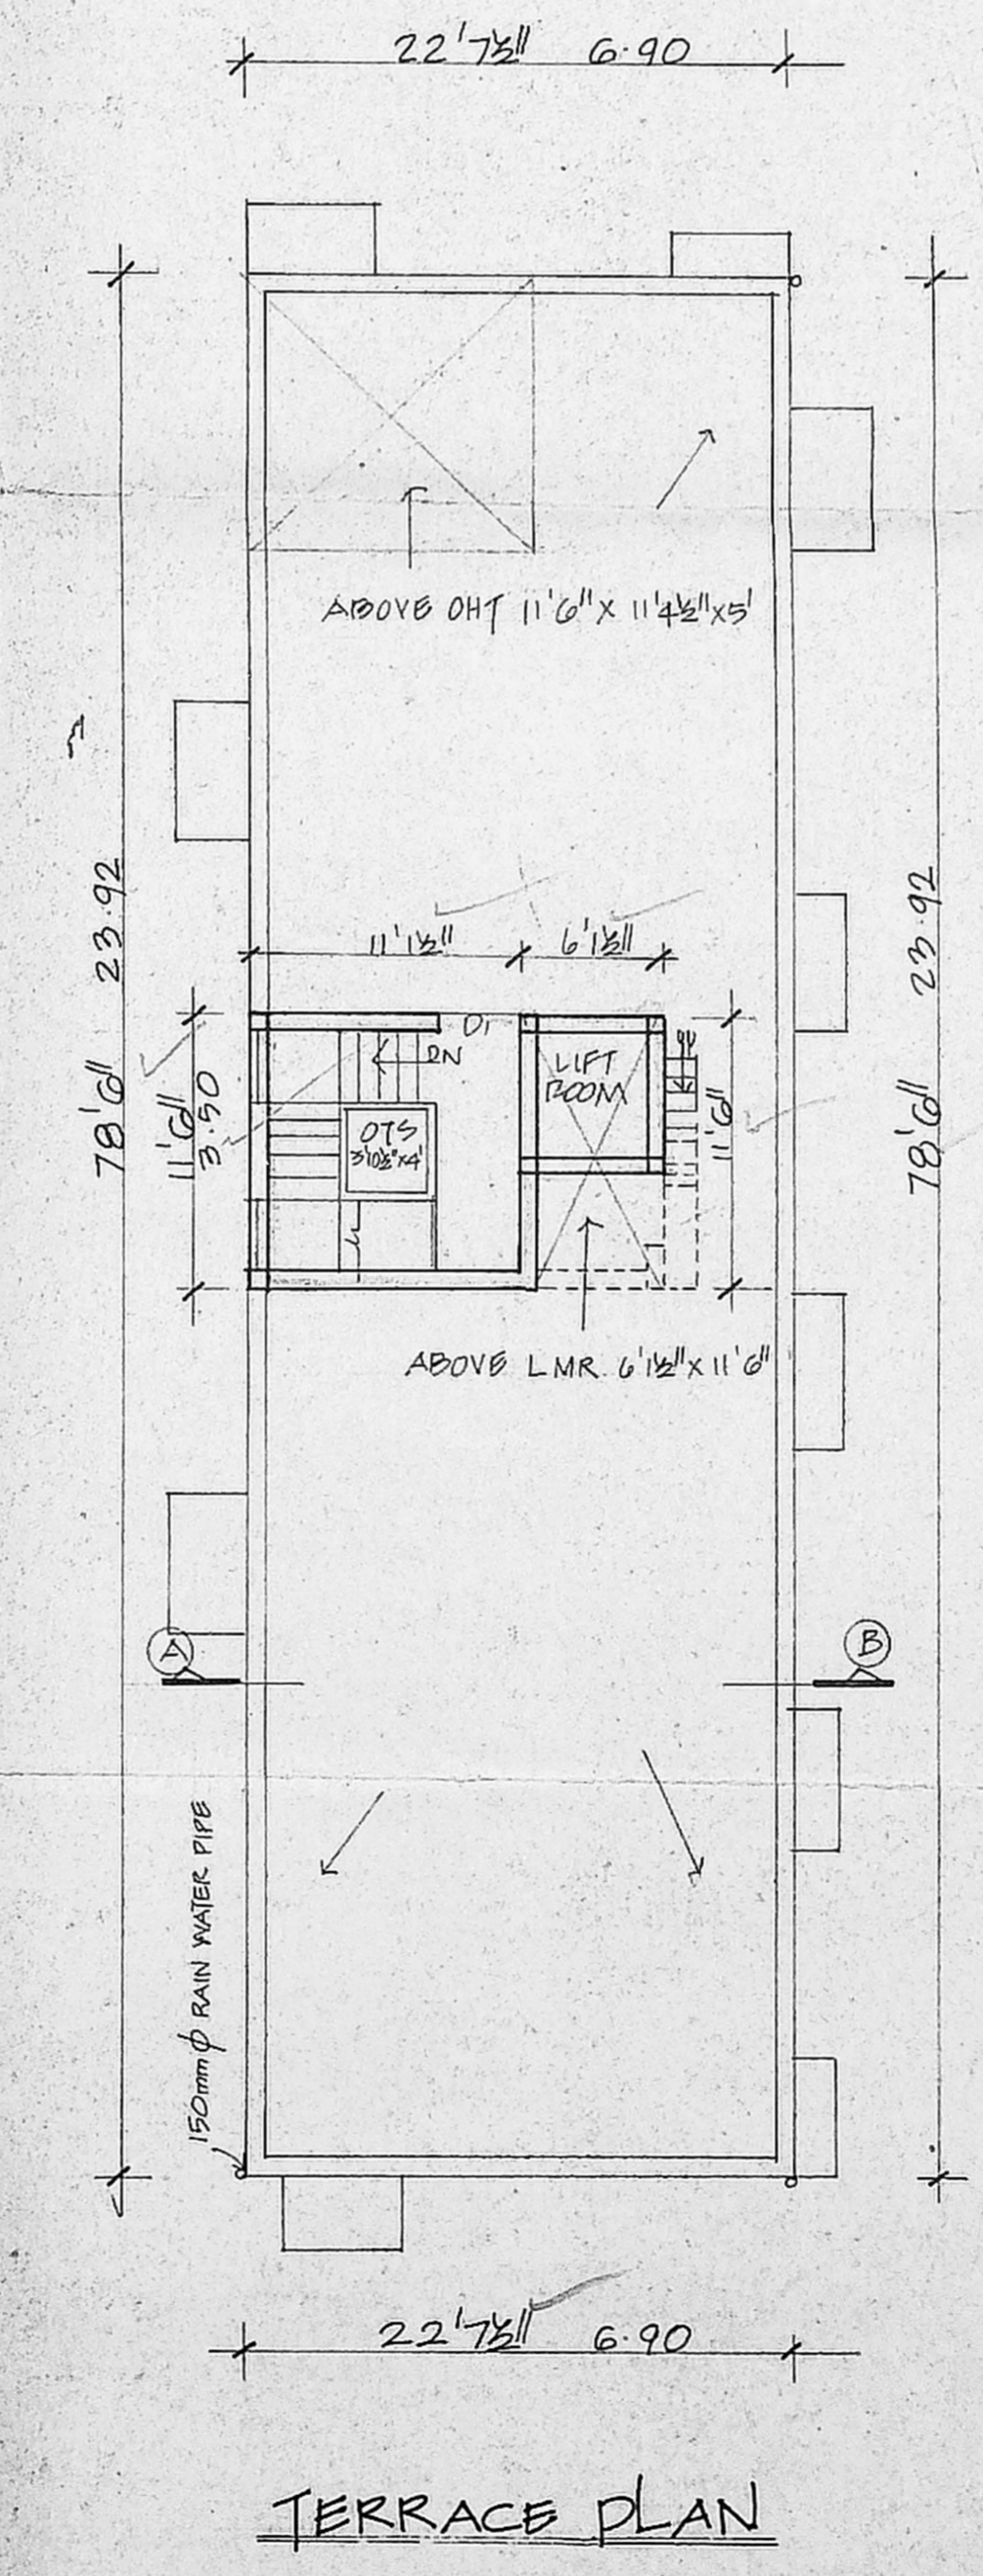 22'7½" 6.90
ABOVE OHT 11'6" X 11'4½"X5'
78'6" 23.92
78'6" 23.92
11'1½" 6'1½"
D1
DN
LIFT
ROOM
OTS
3'10½"x4'
UP
11'6"
3.50
11'6"
ABOVE LMR. 6'1½"X 11'6"
A
B
150mmφ RAIN WATER PIPE
22'7½" 6.90
TERRACE PLAN